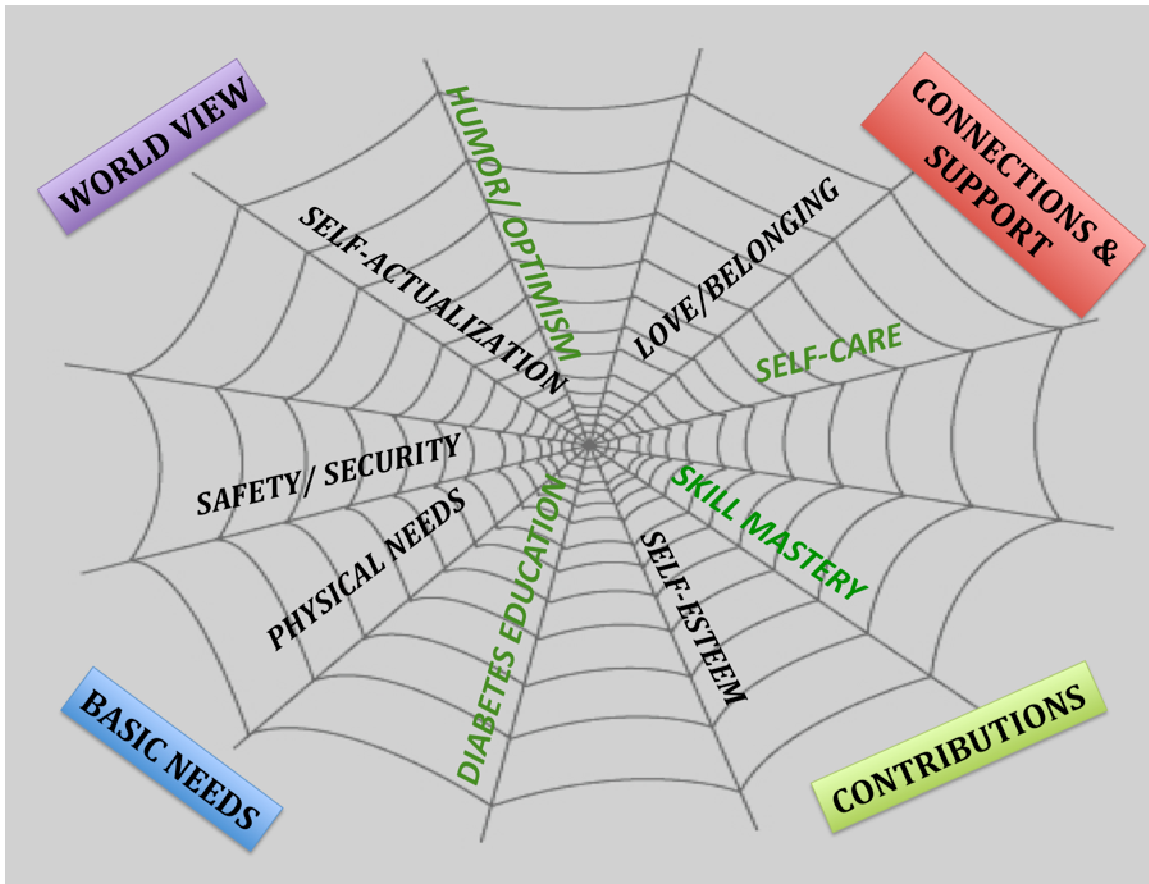 WORLD VIEW
HUMOR/ OPTIMISM
CONNECTIONS &
SUPPORT
SELF-ACTUALIZATION
LOVE/BELONGING
SELF-CARE
SAFETY/ SECURITY
PHYSICAL NEEDS
DIABETES EDUCATION
SKILL MASTERY
SELF-ESTEEM
BASIC NEEDS
CONTRIBUTIONS